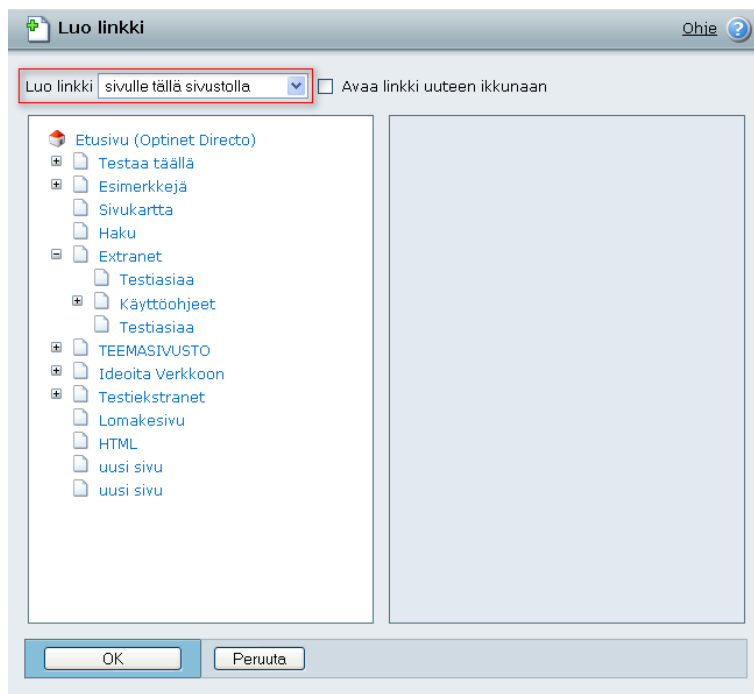 Luo linkki
Ohje
Luo linkki sivulle tällä sivustolla Avaa linkki uuteen ikkunaan
Etusivu (Optinet Directo)
Testaa täällä
Esimerkkejä
Sivukartta
Haku
Extranet
Testiasiaa
Käyttöohjeet
Testiasiaa
TEEMASIVUSTO
Ideoita Verkkoon
Testiekstranet
Lomakesivu
HTML
uusi sivu
uusi sivu
OK Peruuta